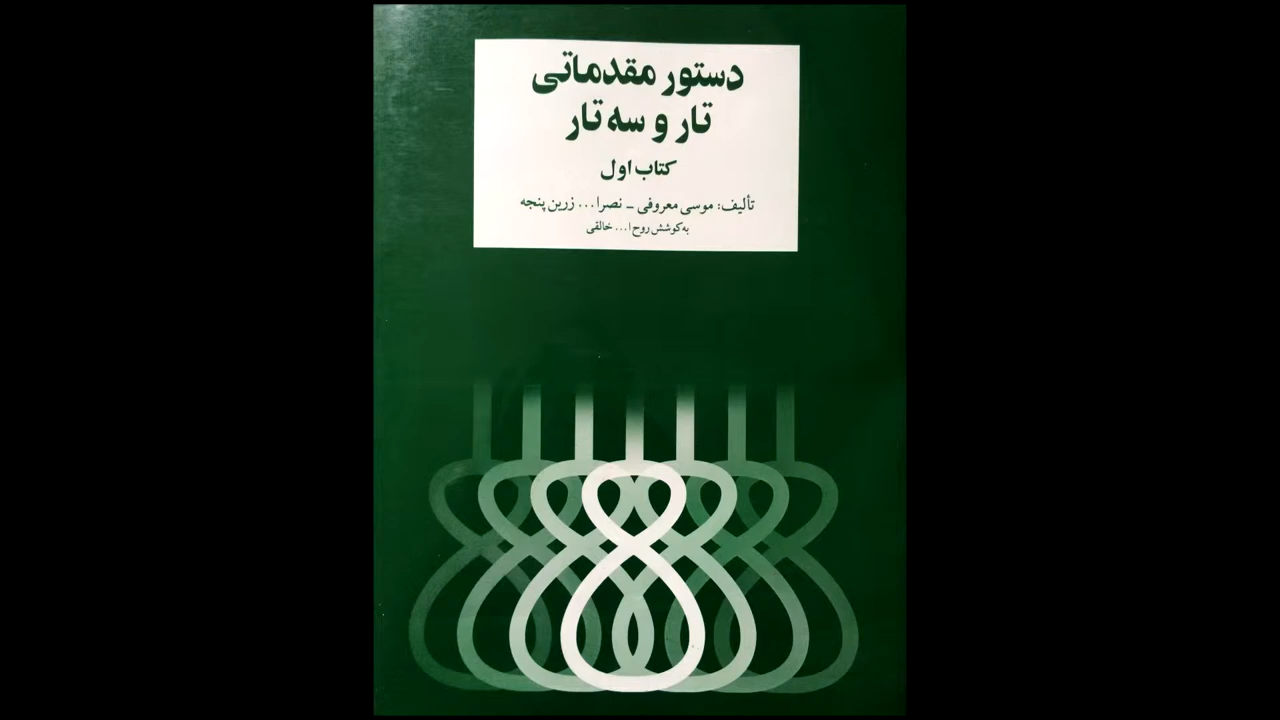 دستور مقدماتی
تار و سه تار
کتاب اول
تألیف: موسی معروفی ـ نصرا... زرین پنجه
به کوشش روح ا... خالقی